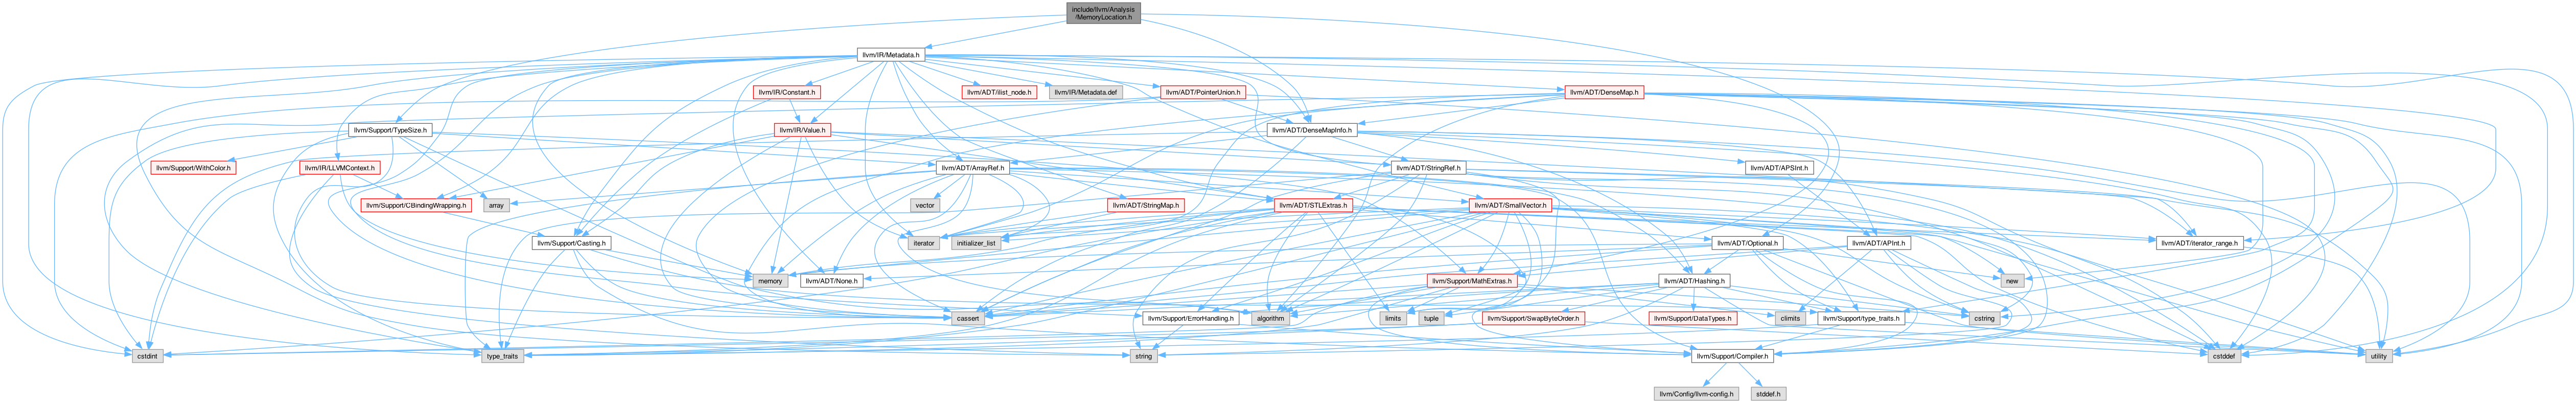 include/llvm/Analysis
/MemoryLocation.h
llvm/IR/Metadata.h
llvm/IR/Constant.h
llvm/ADT/ilist_node.h
llvm/IR/Metadata.def
llvm/ADT/PointerUnion.h
llvm/ADT/DenseMap.h
llvm/Support/TypeSize.h
llvm/IR/Value.h
llvm/ADT/DenseMapInfo.h
llvm/Support/WithColor.h
llvm/IR/LLVMContext.h
llvm/ADT/ArrayRef.h
llvm/ADT/StringRef.h
llvm/ADT/APSInt.h
llvm/Support/CBindingWrapping.h
array
vector
llvm/ADT/StringMap.h
llvm/ADT/STLExtras.h
llvm/ADT/SmallVector.h
llvm/Support/Casting.h
iterator
initializer_list
llvm/ADT/Optional.h
llvm/ADT/APInt.h
llvm/ADT/iterator_range.h
memory
llvm/ADT/None.h
llvm/Support/MathExtras.h
llvm/ADT/Hashing.h
new
cassert
llvm/Support/ErrorHandling.h
algorithm
limits
tuple
llvm/Support/SwapByteOrder.h
llvm/Support/DataTypes.h
climits
llvm/Support/type_traits.h
cstring
cstdint
type_traits
string
llvm/Support/Compiler.h
cstddef
utility
llvm/Config/llvm-config.h
stddef.h